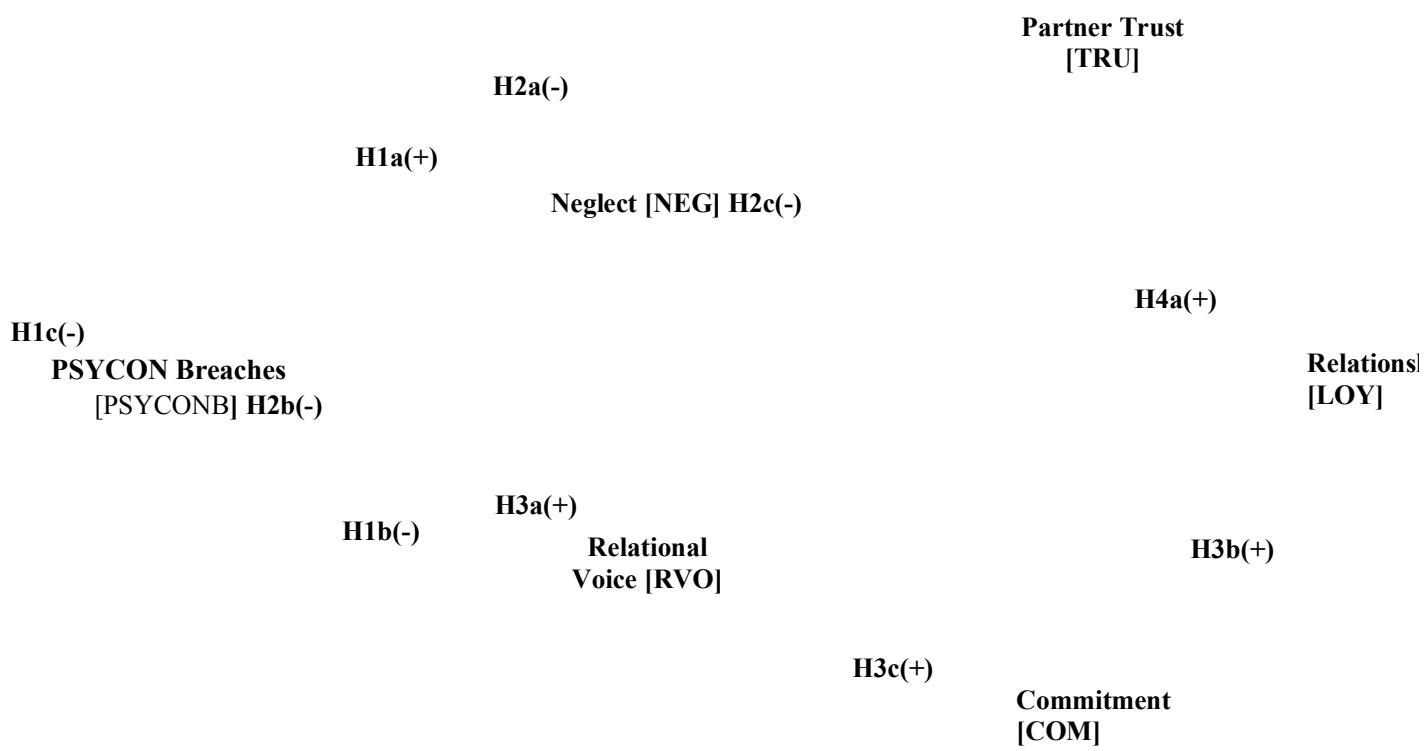 Partner Trust
[TRU]
H2a(-)
H1a(+)
Neglect [NEG] H2c(-)
H4a(+)
H1c(-)
PSYCON Breaches
[PSYCONB] H2b(-)
[LOY]
H3a(+)
H1b(-)
Relational
Voice [RVO]
H3b(+)
H3c(+)
Commitment
[COM]